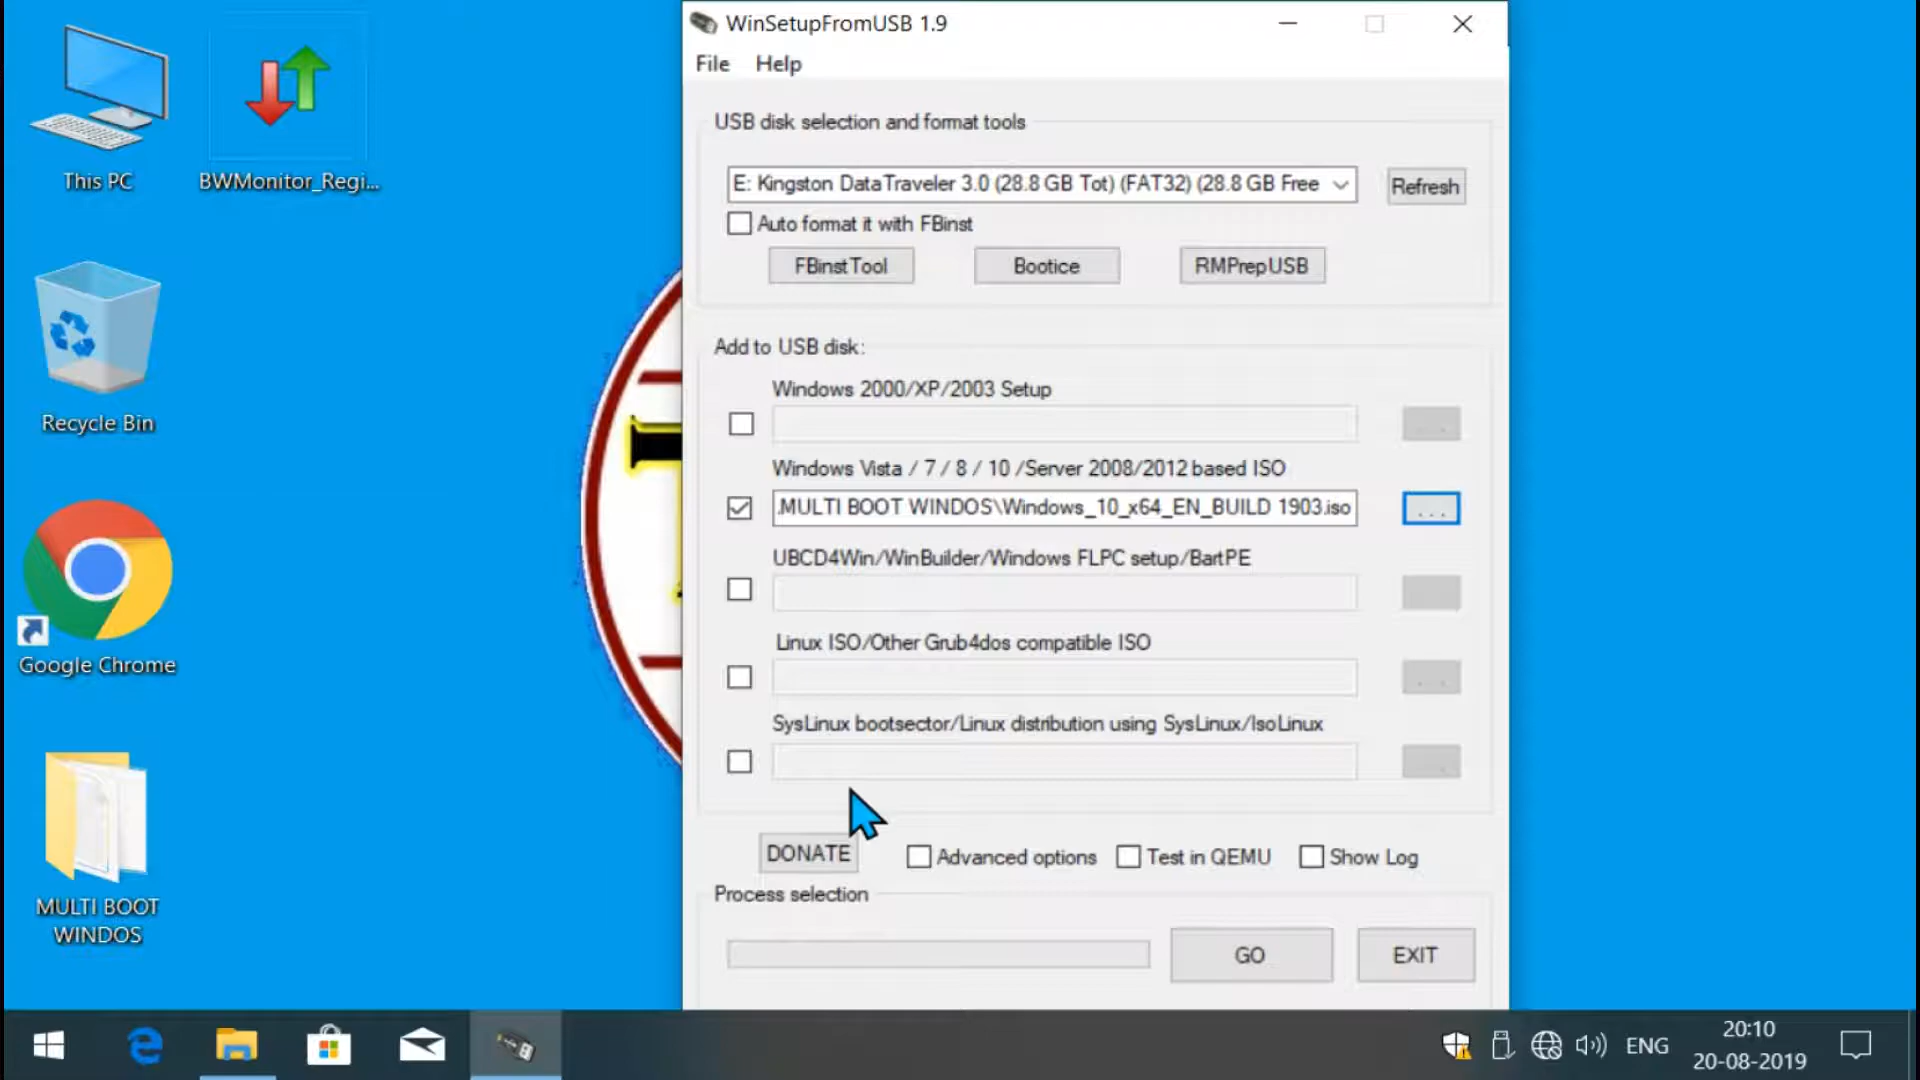 This PC
BWMonitor_Regi...
Recycle Bin
Google Chrome
MULTI BOOT
WINDOS
WinSetupFromUSB 1.9
File Help
USB disk selection and format tools
E: Kingston DataTraveler 3.0 (28.8 GB Tot) (FAT32) (28.8 GB Free
Refresh
Auto format it with FBinst
FBinstTool
Bootice
RMPrepUSB
Add to USB disk:
Windows 2000/XP/2003 Setup
...
Windows Vista / 7 / 8 / 10 /Server 2008/2012 based ISO
MULTI BOOT WINDOS\Windows_10_x64_EN_BUILD 1903.iso
...
UBCD4Win/WinBuilder/Windows FLPC setup/BartPE
Linux ISO/Other Grub4dos compatible ISO
...
SysLinux bootsector/Linux distribution using SysLinux/IsoLinux
...
DONATE
Advanced options
Test in QEMU
Show Log
Process selection
GO
EXIT
ENG
20:10
20-08-2019